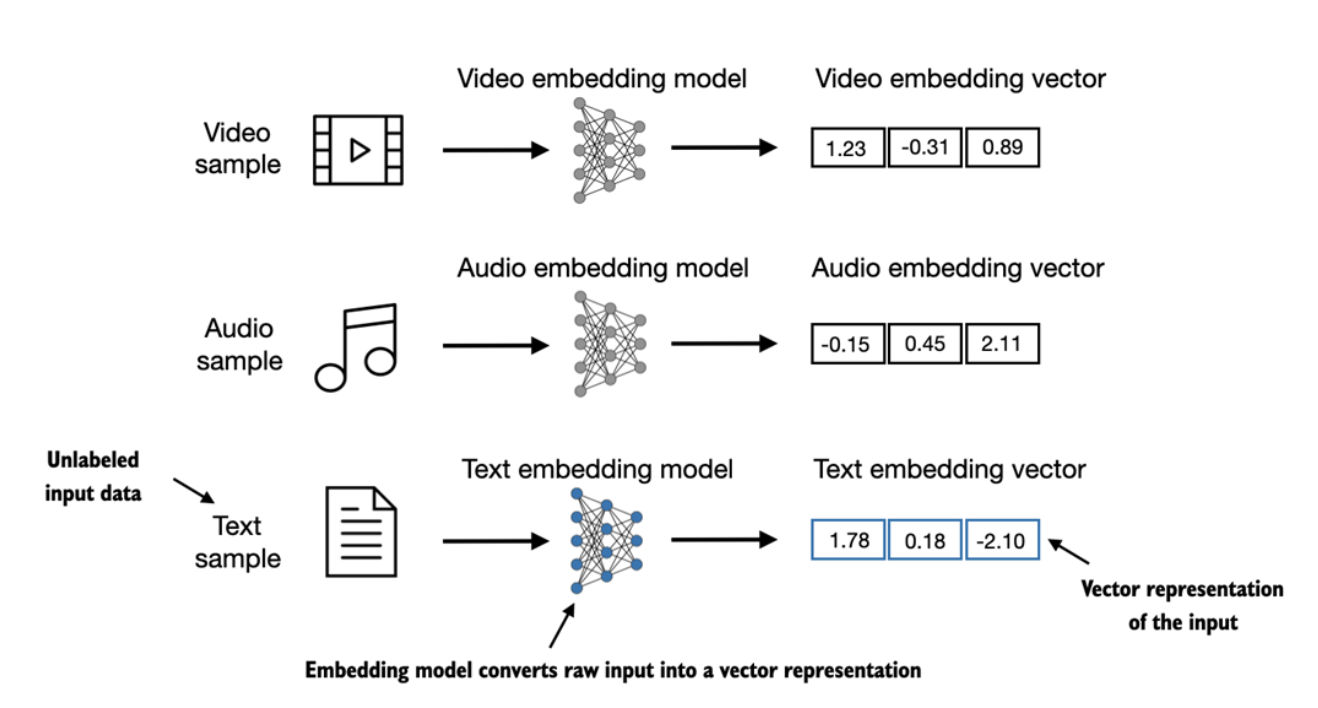 Video embedding model
Video embedding vector
Video
sample
1.23
-0.31
0.89
Audio embedding model
Audio embedding vector
Audio
sample
-0.15
0.45
2.11
Unlabeled
input data
Text embedding model
Text embedding vector
Text
sample
1.78
0.18
-2.10
Vector representation
of the input
Embedding model converts raw input into a vector representation